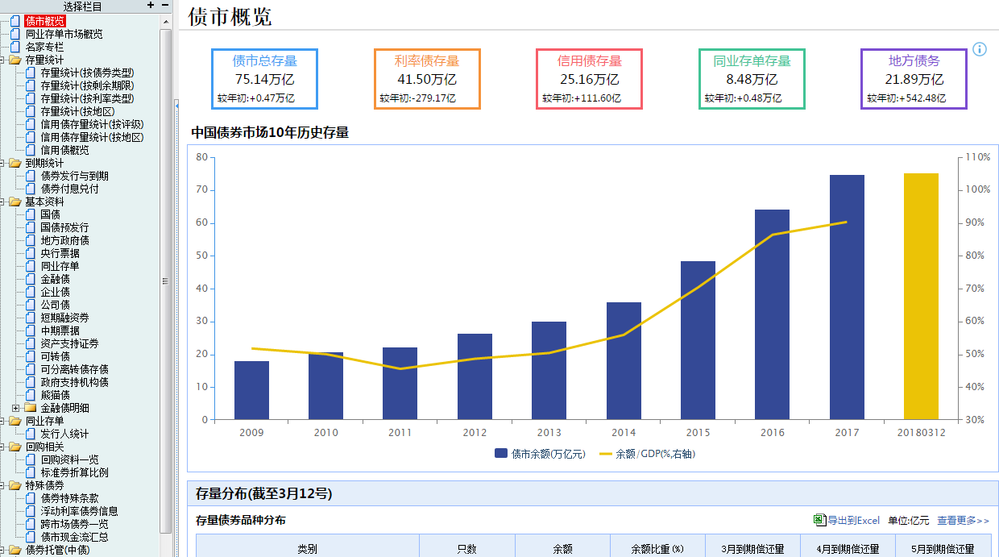 选择栏目 + −
债市概览
同业存单市场概览
名家专栏
存量统计
存量统计(按债券类型)
存量统计(按剩余期限)
存量统计(按利率类型)
存量统计(按地区)
信用债存量统计(按评级)
信用债存量统计(按地区)
信用债概览
到期统计
债券发行与到期
债券付息兑付
基本资料
国债
国债预发行
地方政府债
央行票据
同业存单
金融债
企业债
公司债
短期融资券
中期票据
资产支持证券
可转债
可分离转债存债
政府支持机构债
熊猫债
金融债明细
同业存单
发行人统计
回购相关
回购资料一览
标准券折算比例
特殊债券
债券特殊条款
浮动利率债券信息
跨市场债券一览
债市现金流汇总
债券托管(中债)
债市概览
债市总存量
75.14万亿
较年初:+0.47万亿
利率债存量
41.50万亿
较年初:-279.17亿
信用债存量
25.16万亿
较年初:+111.60亿
同业存单存量
8.48万亿
较年初:+0.48万亿
地方债务
21.89万亿
较年初:+542.48亿
中国债券市场10年历史存量
80 110%
70 100%
60 90%
50 80%
40 70%
30 60%
20 50%
10 40%
0 30%
2009 2010 2011 2012 2013 2014 2015 2016 2017 20180312
债市余额(万亿元) 余额/GDP(%,右轴)
存量分布(截至3月12号)
存量债券品种分布 导出到Excel 单位:亿元 查看更多>>
类别 只数 余额 余额比重(%) 3月到期偿还量 4月到期偿还量 5月到期偿还量